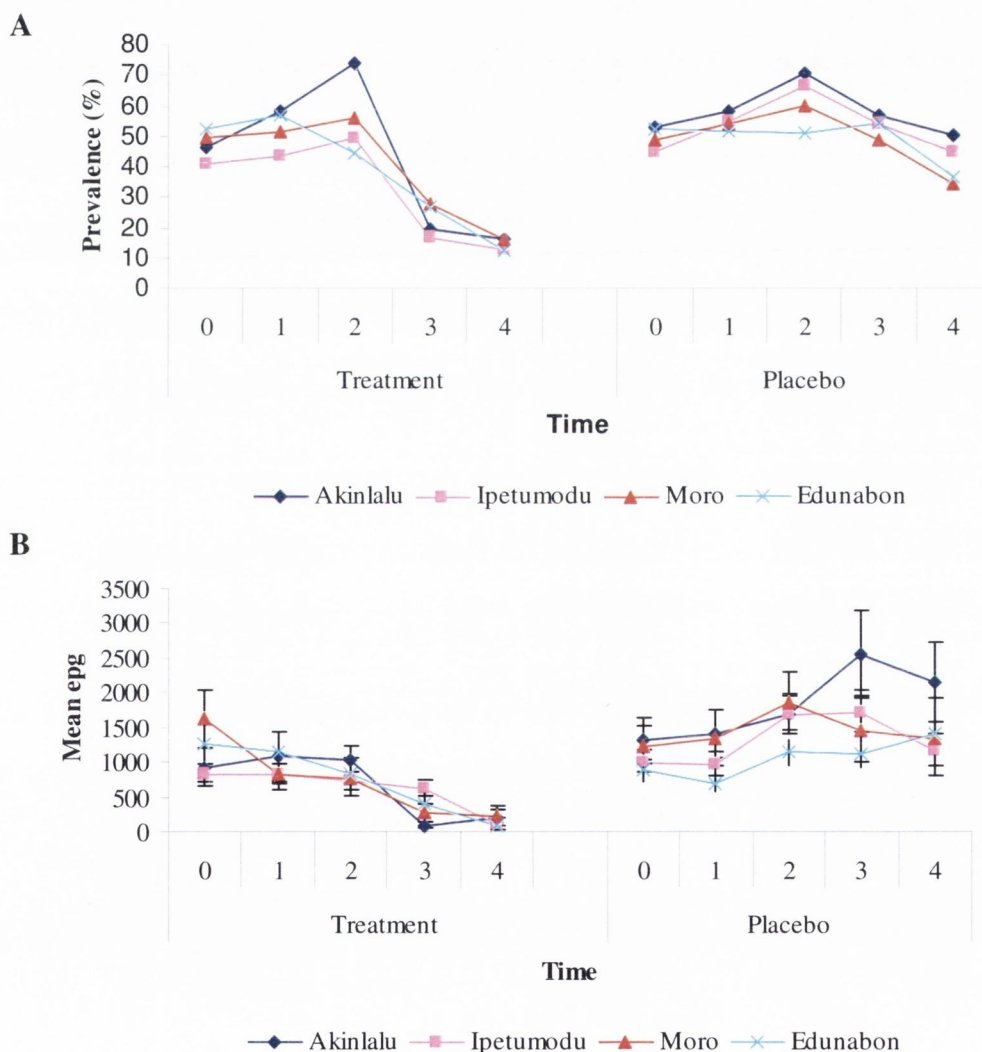 A
80
70
60
50
40
30
20
10
0
Prevalence (%)
0 1 2 3 4 0 1 2 3 4
Treatment Placebo
Time
Akinlalu Ipetumodu Moro Edunabon
B
3500
3000
2500
2000
1500
1000
500
0
Mean epg
0 1 2 3 4 0 1 2 3 4
Treatment Placebo
Time
Akinlalu Ipetumodu Moro Edunabon